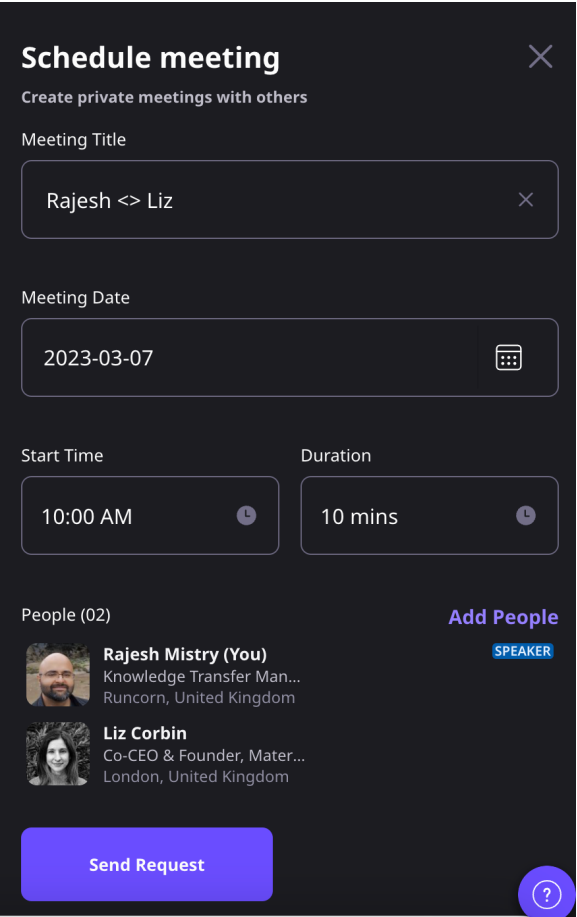 Schedule meeting
Create private meetings with others
Meeting Title
Rajesh <> Liz
Meeting Date
2023-03-07
Start Time
Duration
10:00 AM
10 mins
People (02)
Add People
Rajesh Mistry (You)
SPEAKER
Knowledge Transfer Man...
Runcorn, United Kingdom
Liz Corbin
Co-CEO & Founder, Mater...
London, United Kingdom
Send Request
?